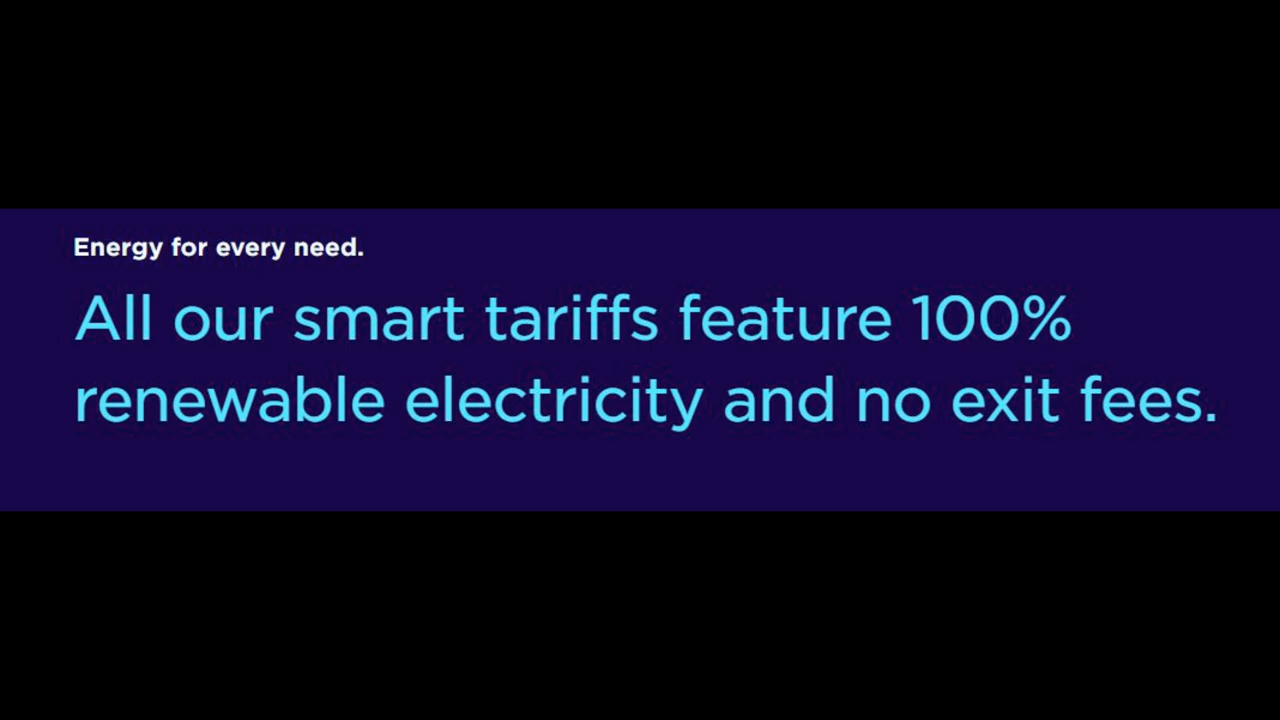 Energy for every need.
All our smart tariffs feature 100%
renewable electricity and no exit fees.